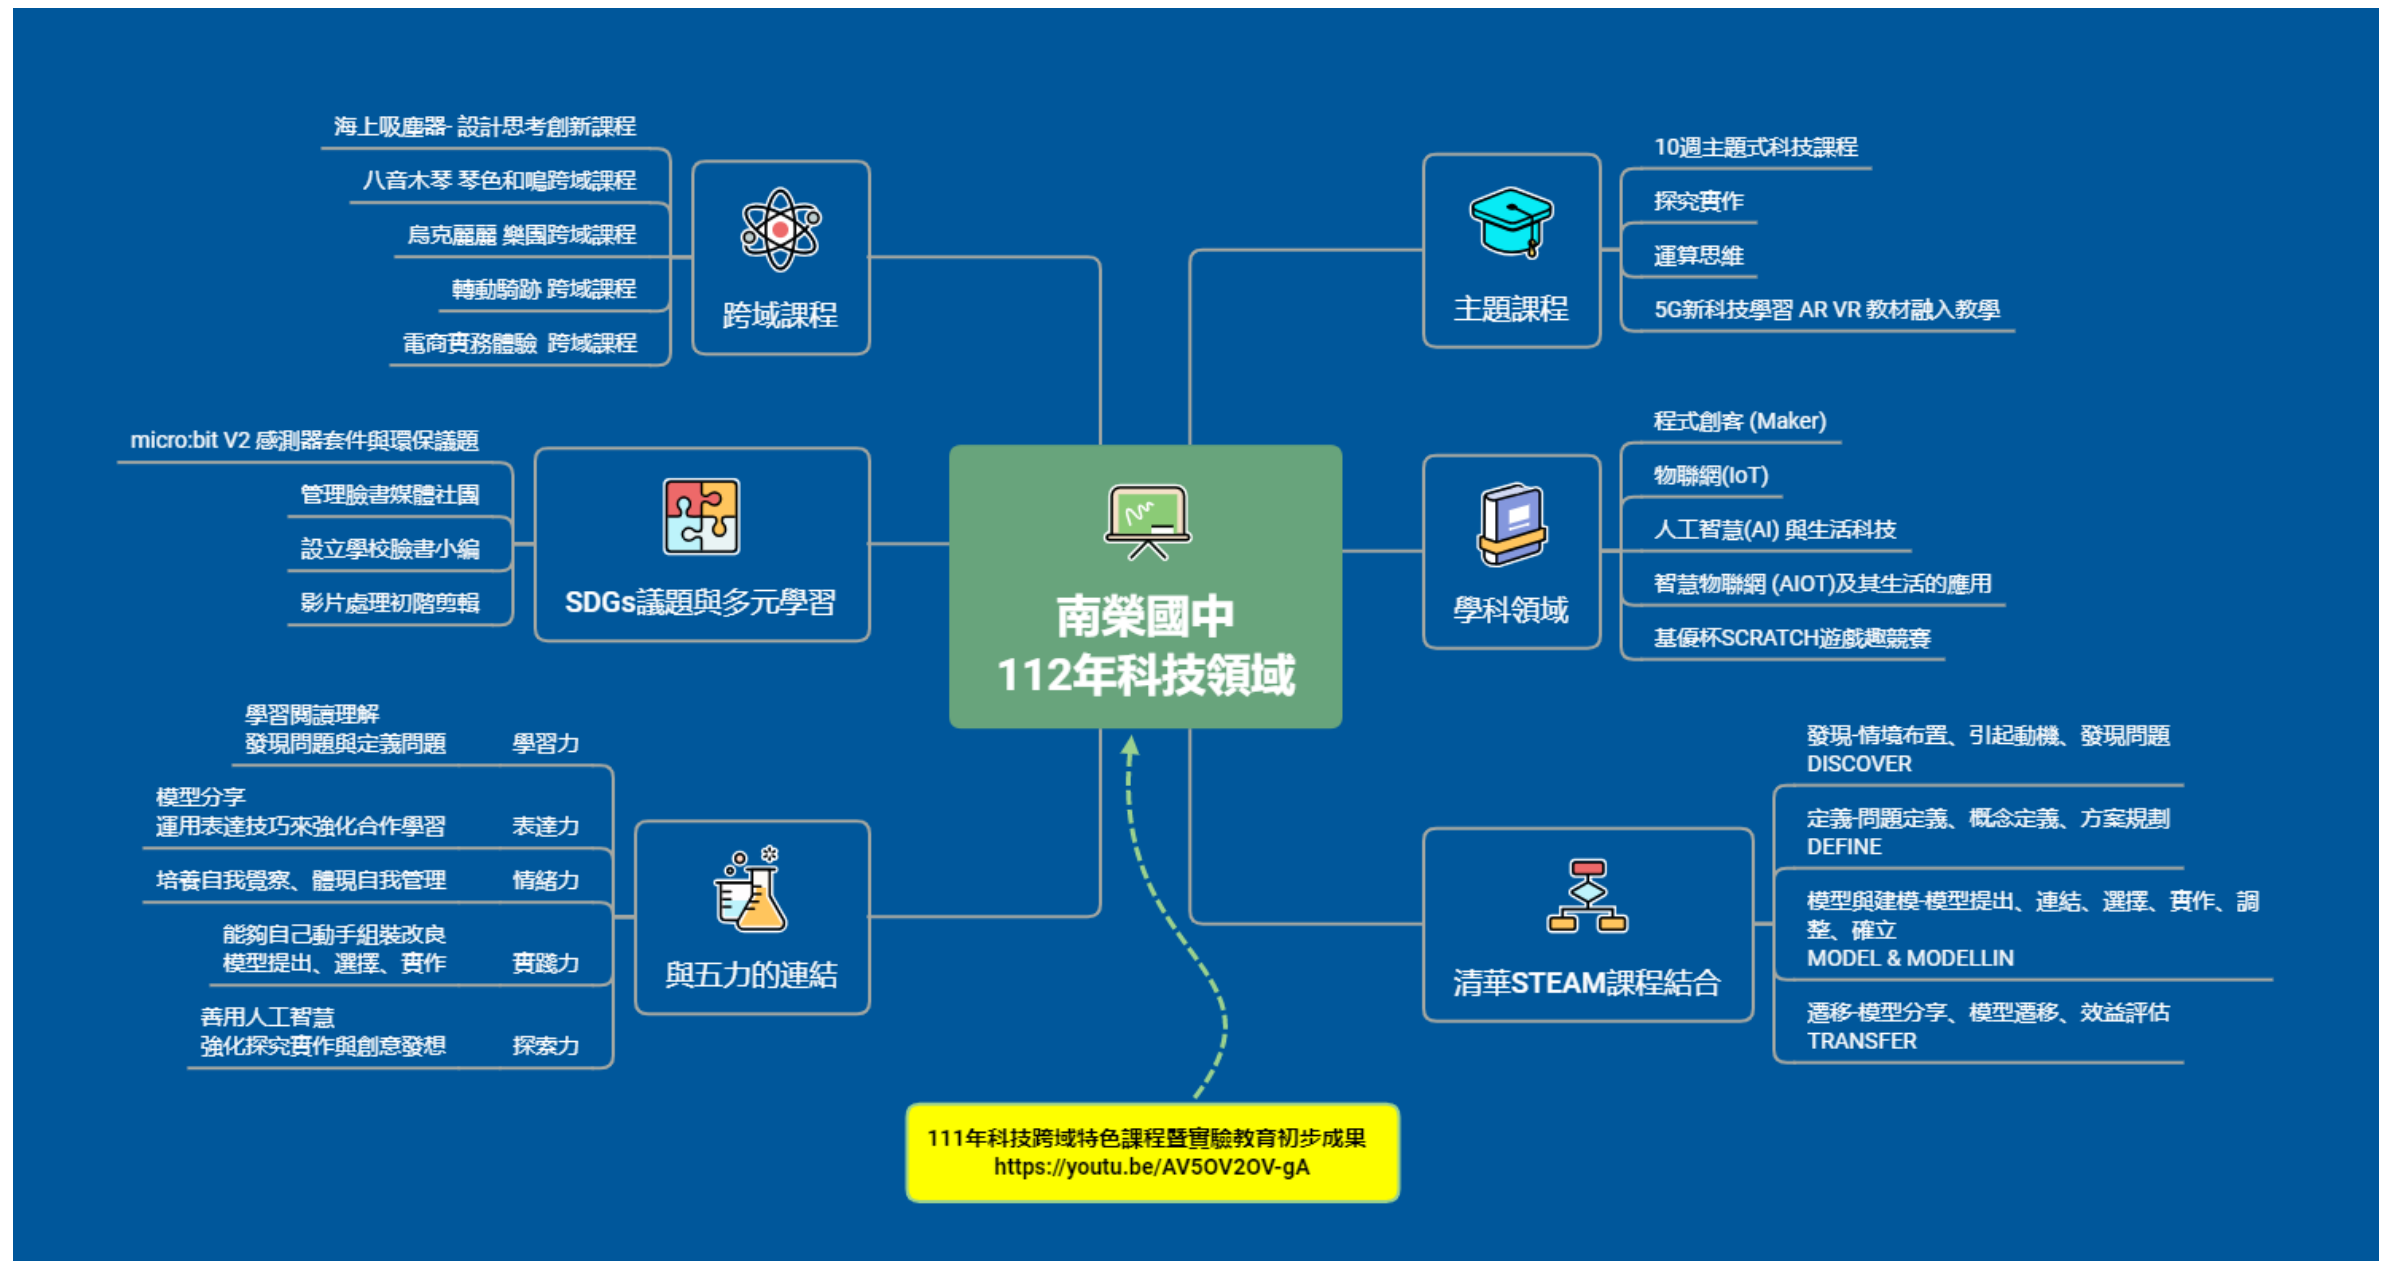 海上吸塵器- 設計思考創新課程
八音木琴 琴色和鳴跨域課程
烏克麗麗 樂團跨域課程
轉動騎跡 跨域課程
電商實務體驗 跨域課程
跨域課程
micro:bit V2 感測器套件與環保議題
管理臉書媒體社團
設立學校臉書小编
影片處理初階剪輯
SDGs議題與多元學習
學習閱讀理解
發現問題與定義問題
學習力
模型分享
運用表達技巧來強化合作學習
表達力
培養自我覺察、體現自我管理
情緒力
能夠自己動手組裝改良
模型提出、選擇、實作
實踐力
善用人工智慧
強化探究實作與創意發想
探索力
與五力的連結
南榮國中
112年科技領域
主題課程
10週主題式科技課程
探究實作
運算思維
5G新科技學習 AR VR 教材融入教學
學科領域
程式創客 (Maker)
物聯網(IoT)
人工智慧(AI) 與生活科技
智慧物聯網 (AIOT)及其生活的應用
基優杯SCRATCH遊戲趣競賽
清華STEAM課程結合
發現-情境布置、引起動機、發現問題
DISCOVER
定義-問題定義、概念定義、方案規劃
DEFINE
模型與建模-模型提出、連結、選擇、實作、調
整、確立
MODEL & MODELLIN
遷移-模型分享、模型遷移、效益評估
TRANSFER
111年科技跨域特色課程暨實驗教育初步成果
https://youtu.be/AV5OV2OV-gA